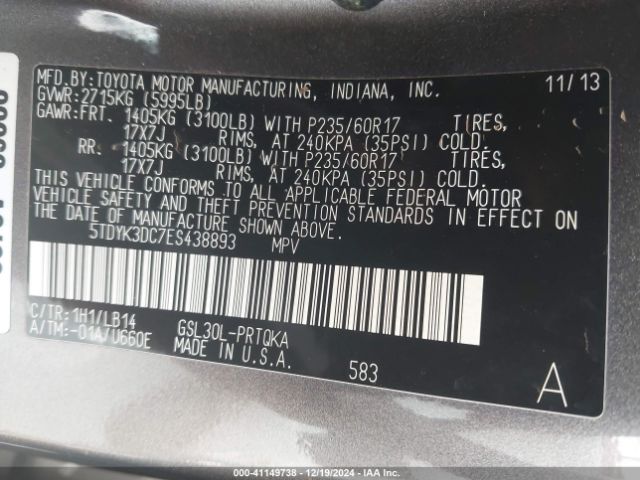 MFD.BY:TOYOTA MOTOR MANUFACTURING, INDIANA, INC. 11/13
GVWR:2715KG (5995LB)
GAWR:FRT. 1405KG (3100LB) WITH P235/60R17 TIRES,
17X7J RIMS, AT 240KPA (35PSI) COLD.
RR. 1405KG (3100LB) WITH P235/60R17 TIRES,
17X7J RIMS, AT 240KPA (35PSI) COLD.
THIS VEHICLE CONFORMS TO ALL APPLICABLE FEDERAL MOTOR
VEHICLE SAFETY AND THEFT PREVENTION STANDARDS IN EFFECT ON
THE DATE OF MANUFACTURE SHOWN ABOVE.
5TDYK3DC7ES438893 MPV
C/TR:1H1/LB14 GSL30L-PRTQKA
A/TM:-01A/U660E MADE IN U.S.A.
583
A
000-41149738 - 12/19/2024 - IAA Inc.